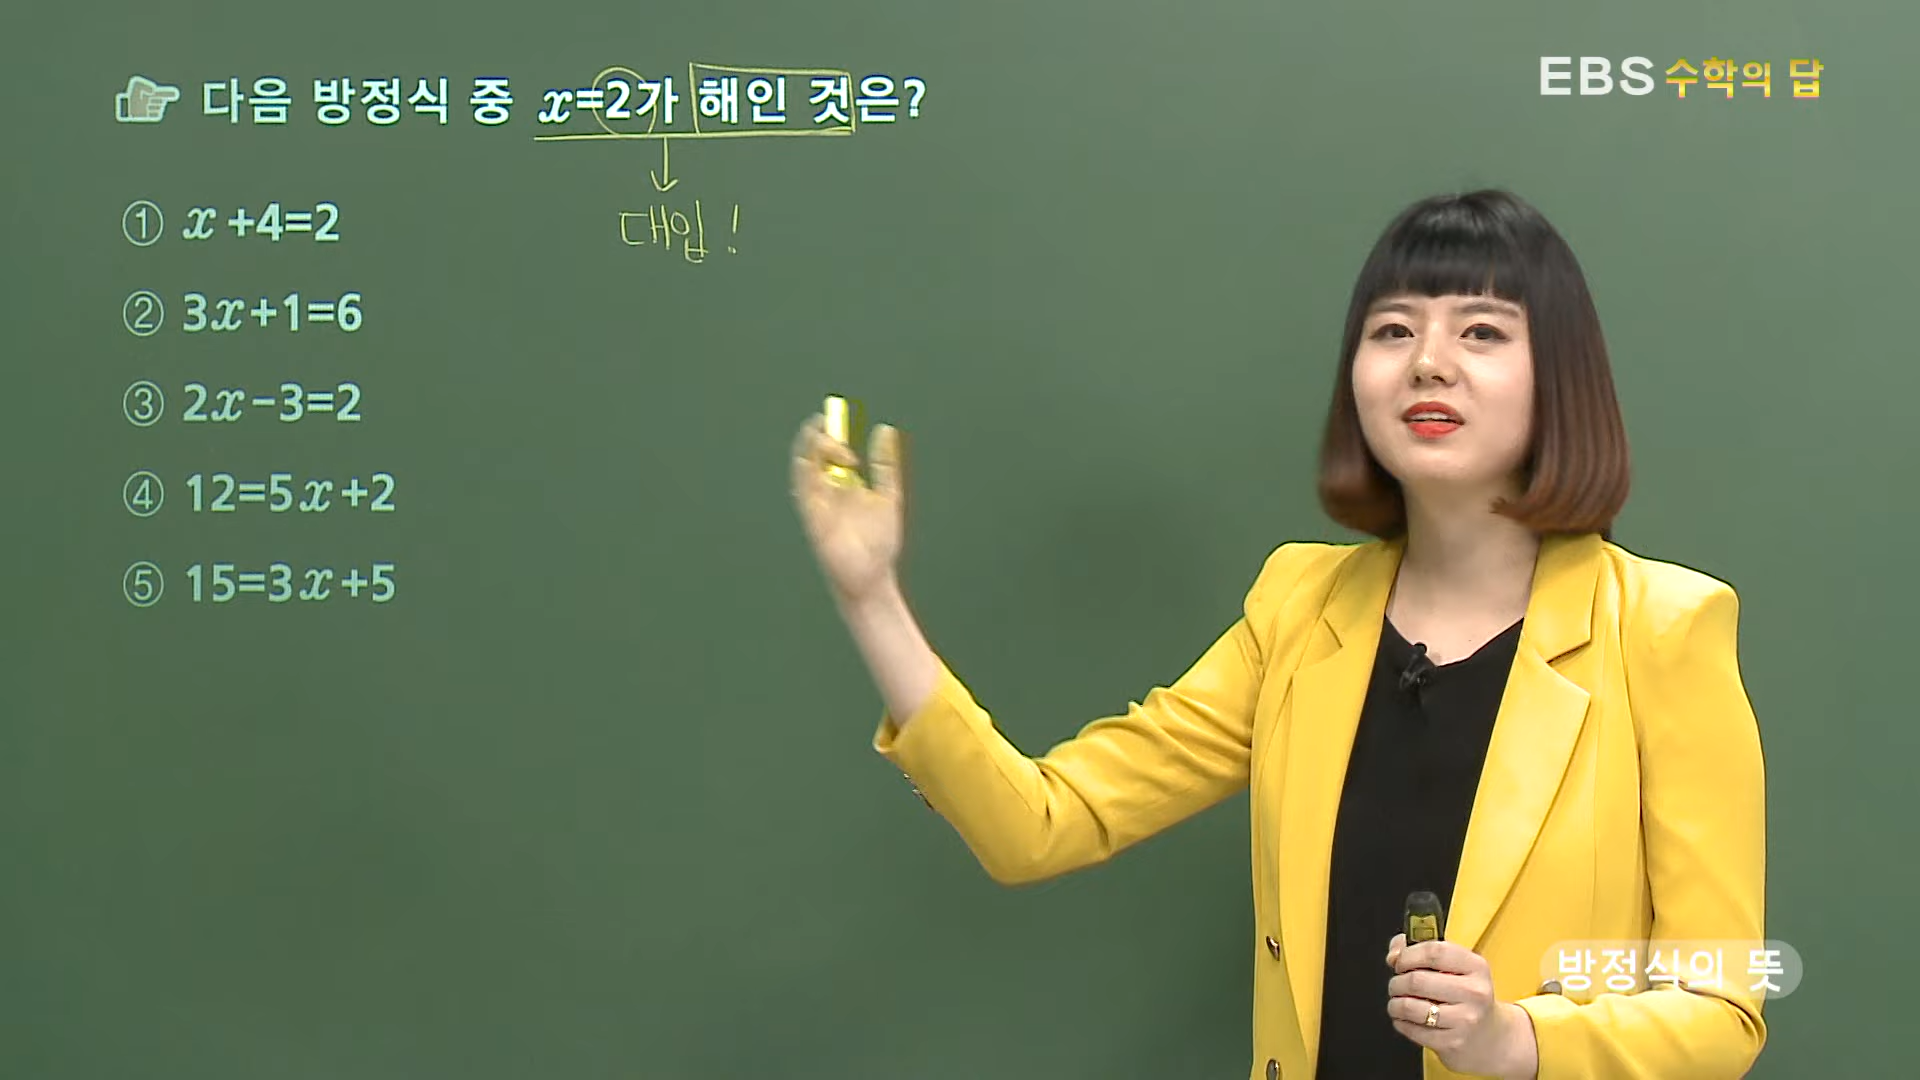 다음 방정식 중 x=2가 해인 것은?
EBS 수학의 답
대입!
① x+4=2
② 3x+1=6
③ 2x-3=2
④ 12=5x+2
⑤ 15=3x+5
방정식의 뜻